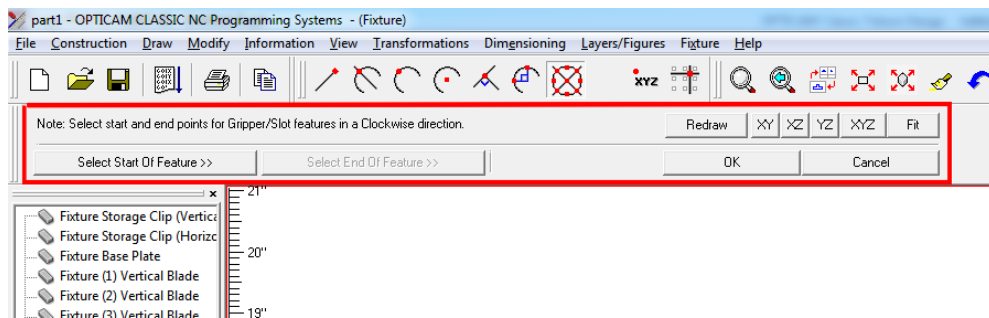 part1 - OPTICAM CLASSIC NC Programming Systems - (Fixture)
File Construction Draw Modify Information View Transformations Dimensioning Layers/Figures Fixture Help
XYZ
Note: Select start and end points for Gripper/Slot features in a Clockwise direction.
Redraw XY XZ YZ XYZ Fit
Select Start Of Feature >> Select End Of Feature >> OK Cancel
x 21"
Fixture Storage Clip (Vertica
Fixture Storage Clip (Horizo
Fixture Base Plate 20"
Fixture (1) Vertical Blade
Fixture (2) Vertical Blade
Fixture (3) Vertical Blade 19"